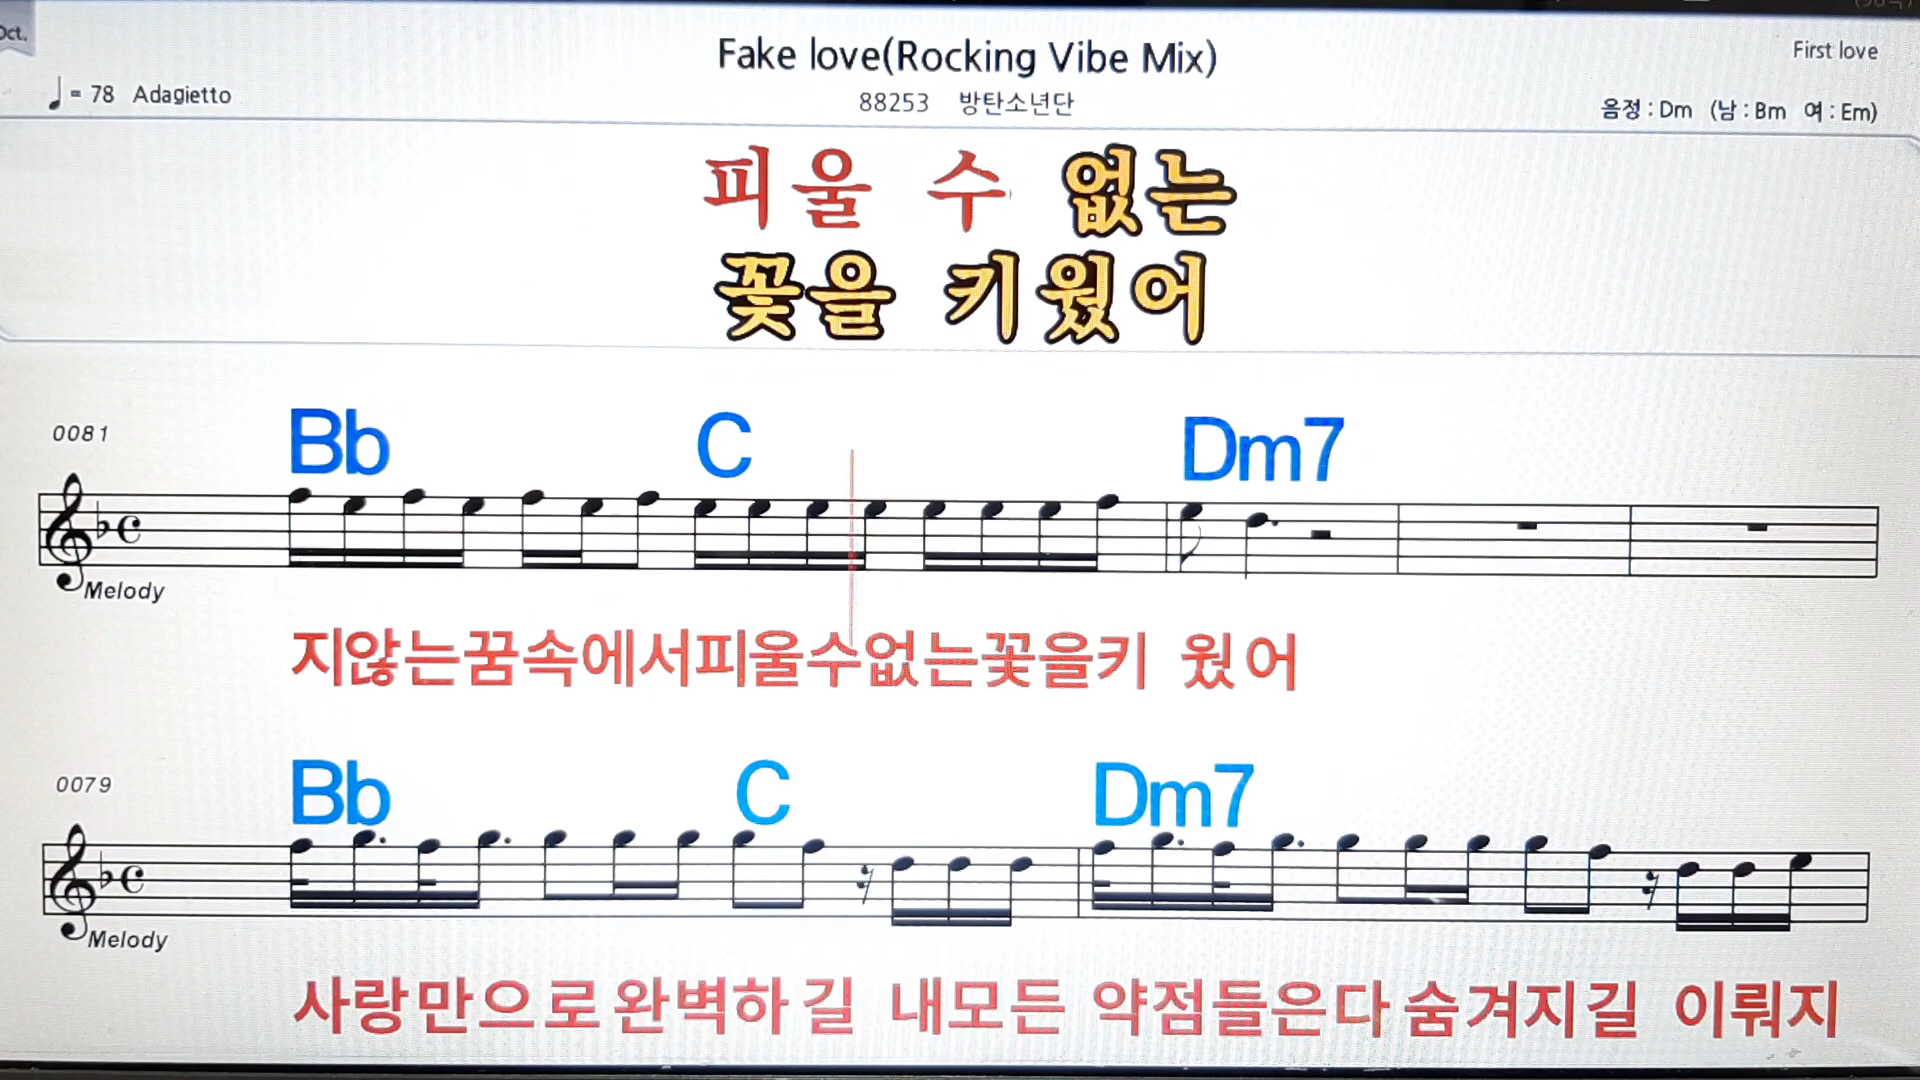 Oct.
Fake love(Rocking Vibe Mix)
First love
♩= 78 Adagietto
88253 방탄소년단
음정 : Dm (남 : Bm 여 : Em)
피울 수 없는
꽃을 키웠어
0081
Bb C Dm7
Melody
지않는꿈속에서피울수없는꽃을키 웠어
0079
Bb C Dm7
Melody
사랑만으로완벽하길 내모든 약점들은다숨겨지길 이뤄지